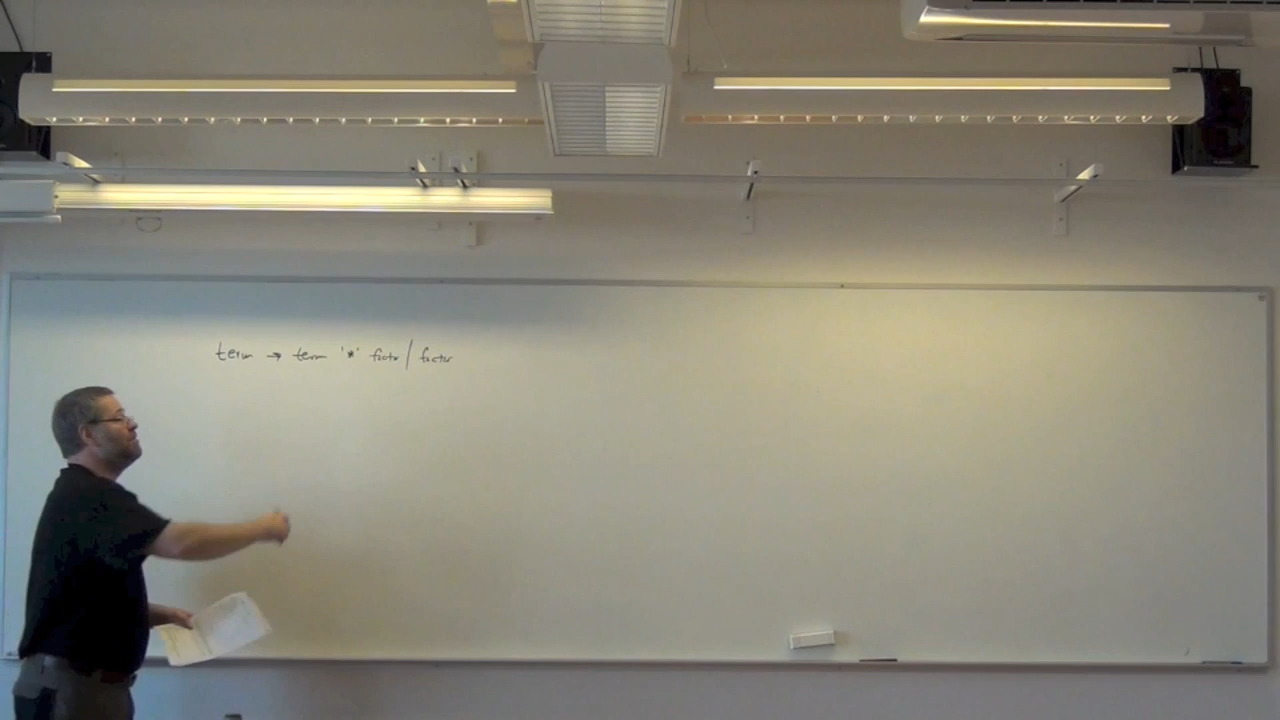 term → term '*' factor / factor